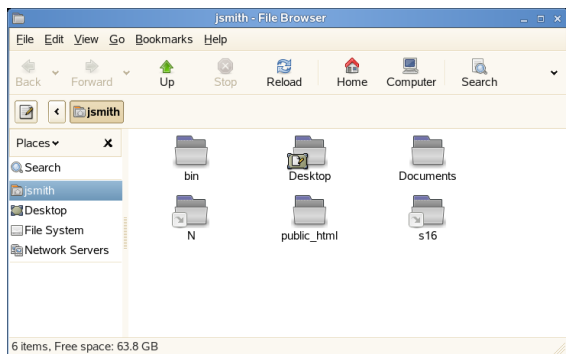 jsmith - File Browser
File Edit View Go Bookmarks Help
Back Forward Up Stop Reload Home Computer Search
jsmith
Places
Search
jsmith
Desktop
File System
Network Servers
bin Desktop Documents
N public_html s16
6 items, Free space: 63.8 GB